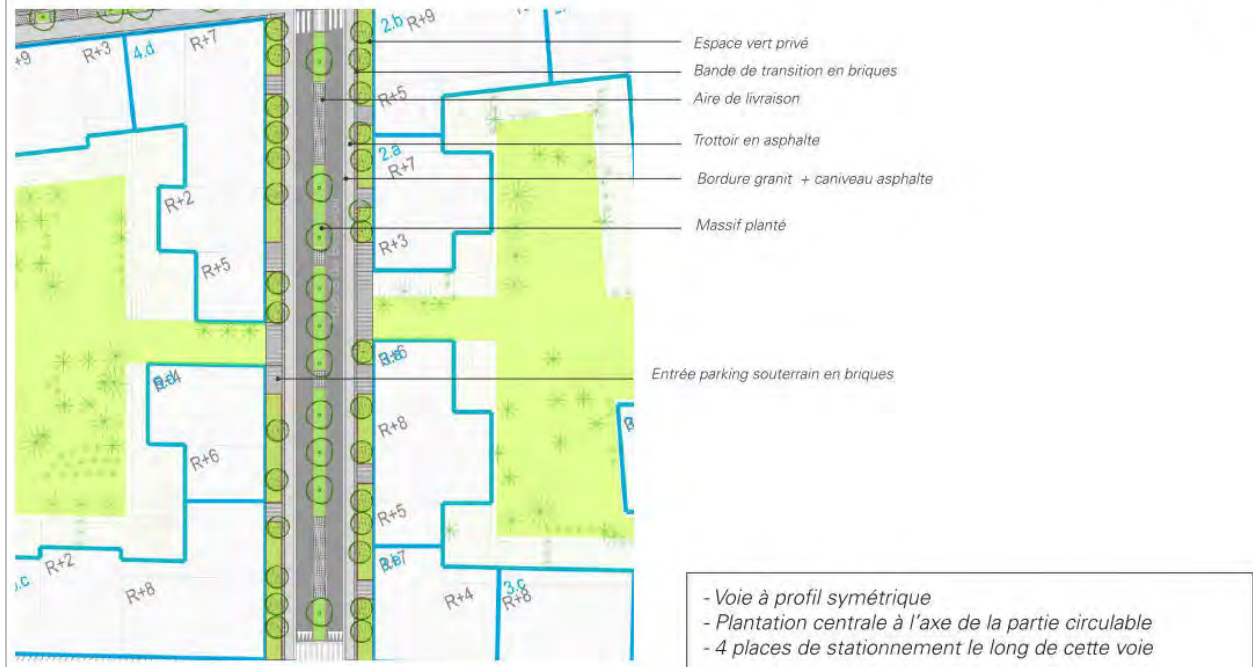 R+9
R+3
4.d
R+7
2.b
R+9
R+5
2.a
R+7
R+2
R+3
R+5
R+6
R+8
R+5
R+2
R+8
R+4
3.c
R+8
Espace vert privé
Bande de transition en briques
Aire de livraison
Trottoir en asphalte
Bordure granit + caniveau asphalte
Massif planté
Entrée parking souterrain en briques
- Voie à profil symétrique
- Plantation centrale à l'axe de la partie circulable
- 4 places de stationnement le long de cette voie